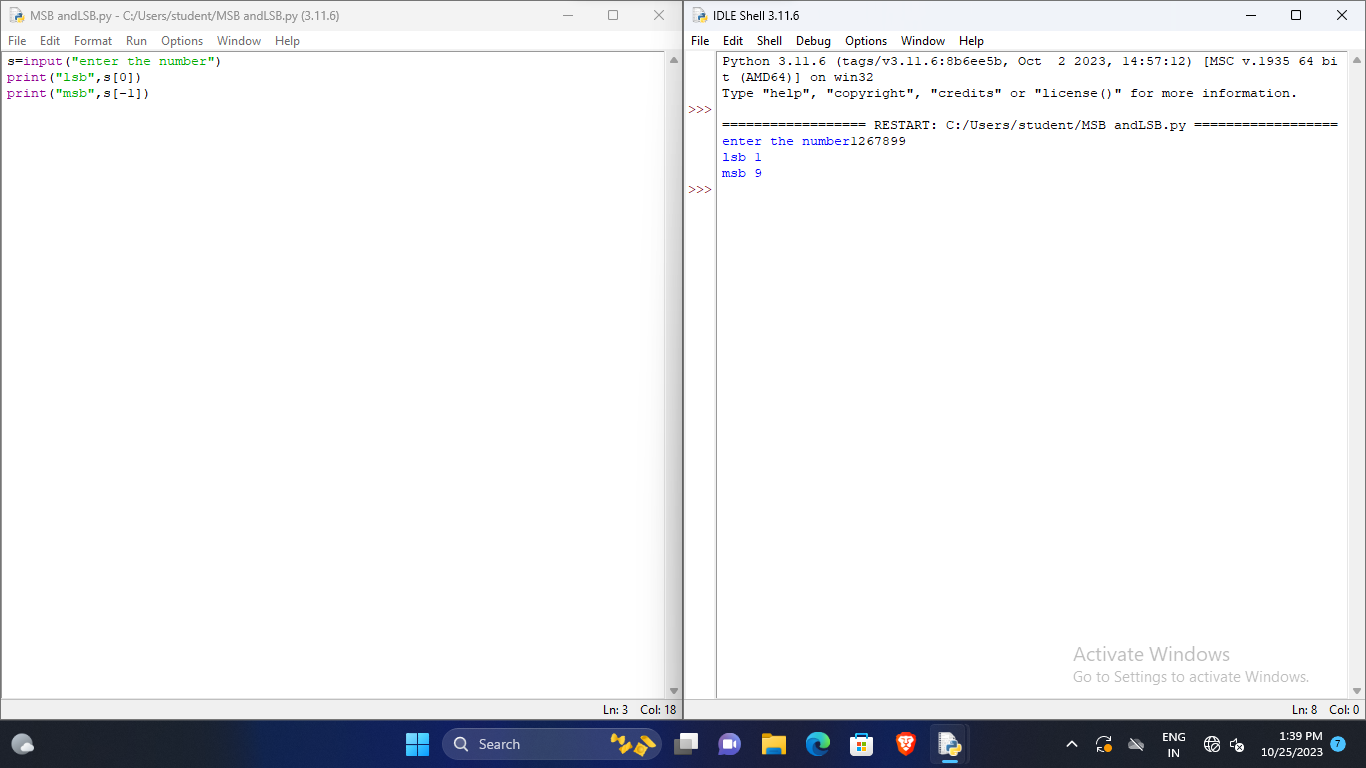 MSB andLSB.py - C:/Users/student/MSB andLSB.py (3.11.6)
File Edit Format Run Options Window Help
s=input("enter the number")
print("lsb",s[0])
print("msb",s[-1])
Ln: 3 Col: 18
IDLE Shell 3.11.6
File Edit Shell Debug Options Window Help
Python 3.11.6 (tags/v3.11.6:8b6ee5b, Oct  2 2023, 14:57:12) [MSC v.1935 64 bi
t (AMD64)] on win32
Type "help", "copyright", "credits" or "license()" for more information.
>>>
================== RESTART: C:/Users/student/MSB andLSB.py ==================
enter the number1267899
lsb 1
msb 9
>>>
Activate Windows
Go to Settings to activate Windows.
Ln: 8 Col: 0
Search
ENG
IN
1:39 PM
10/25/2023
7